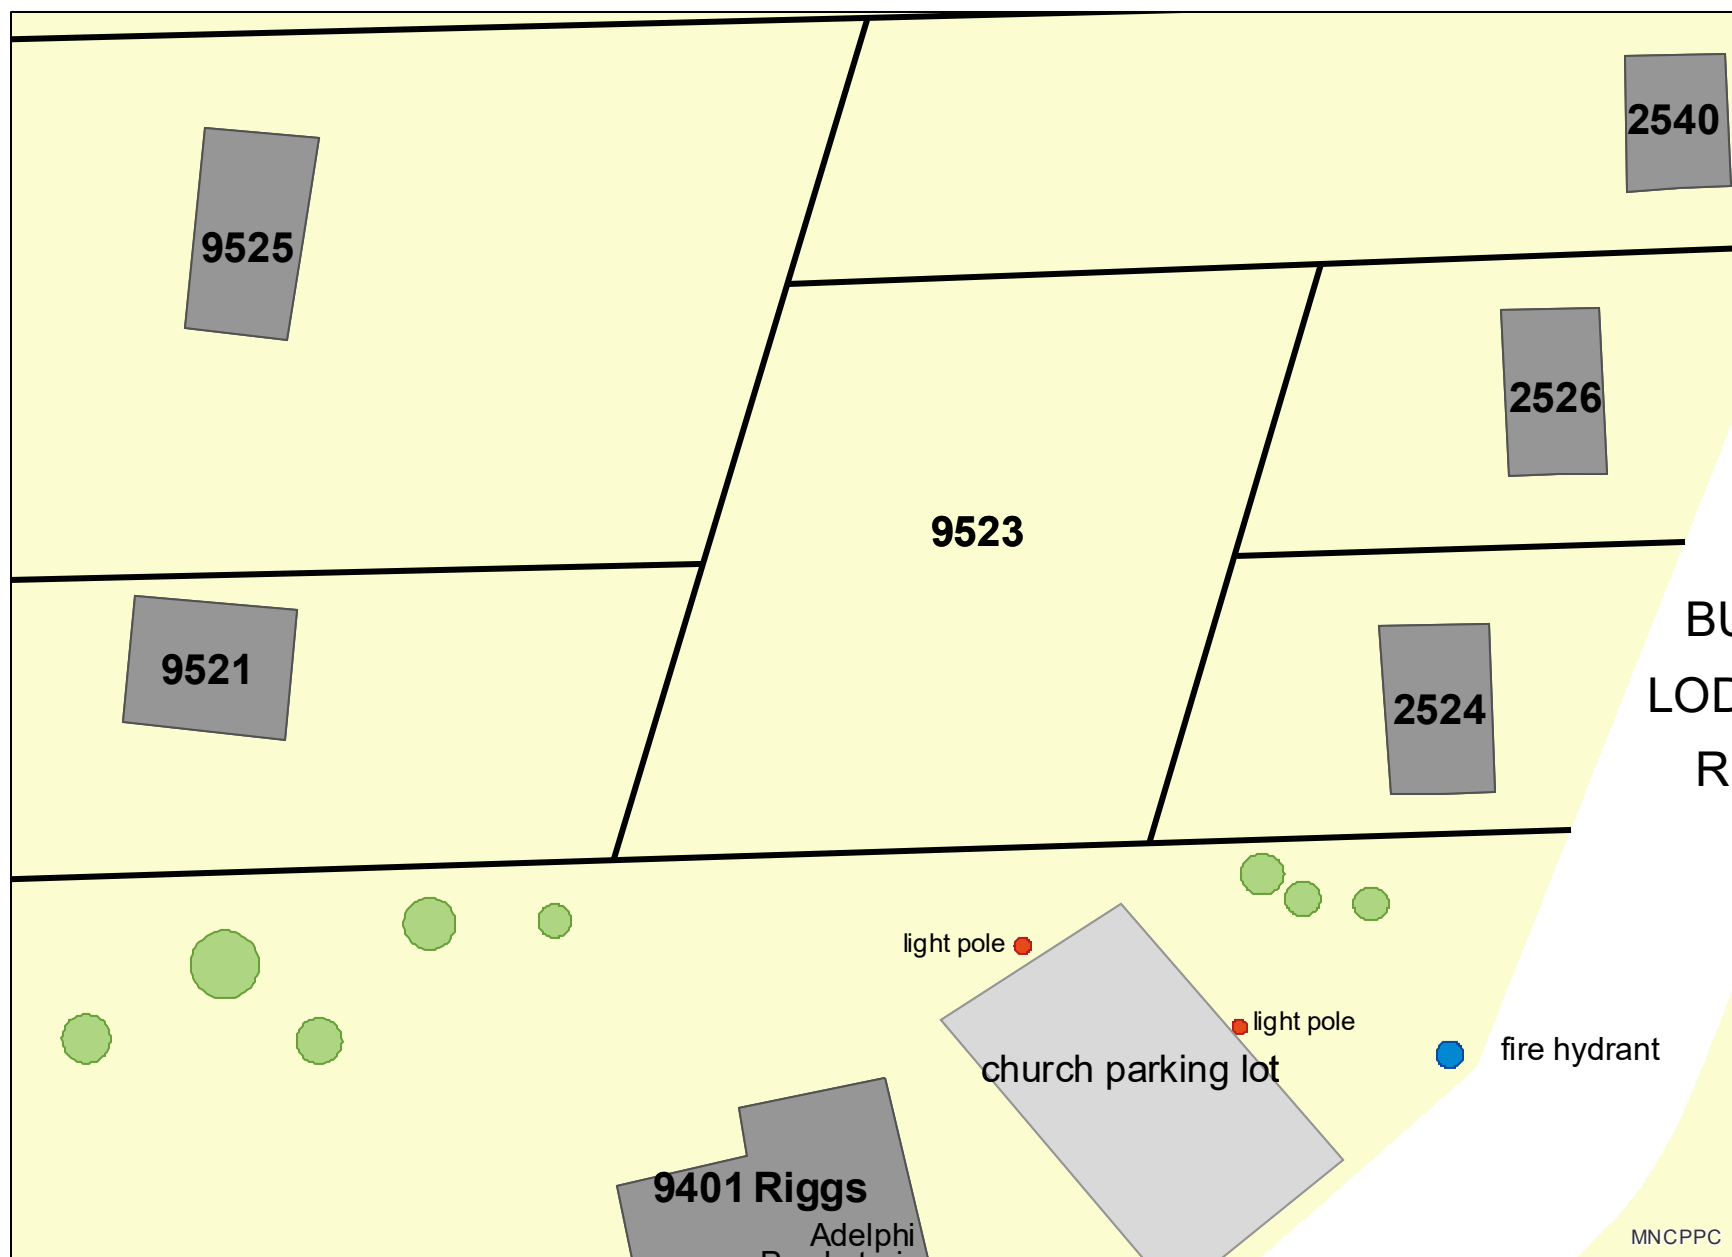 2540
9525
2526
9523
BU
LOD
R
9521
2524
light pole
light pole
fire hydrant
church parking lot
9401 Riggs
Adelphi
MNCPPC